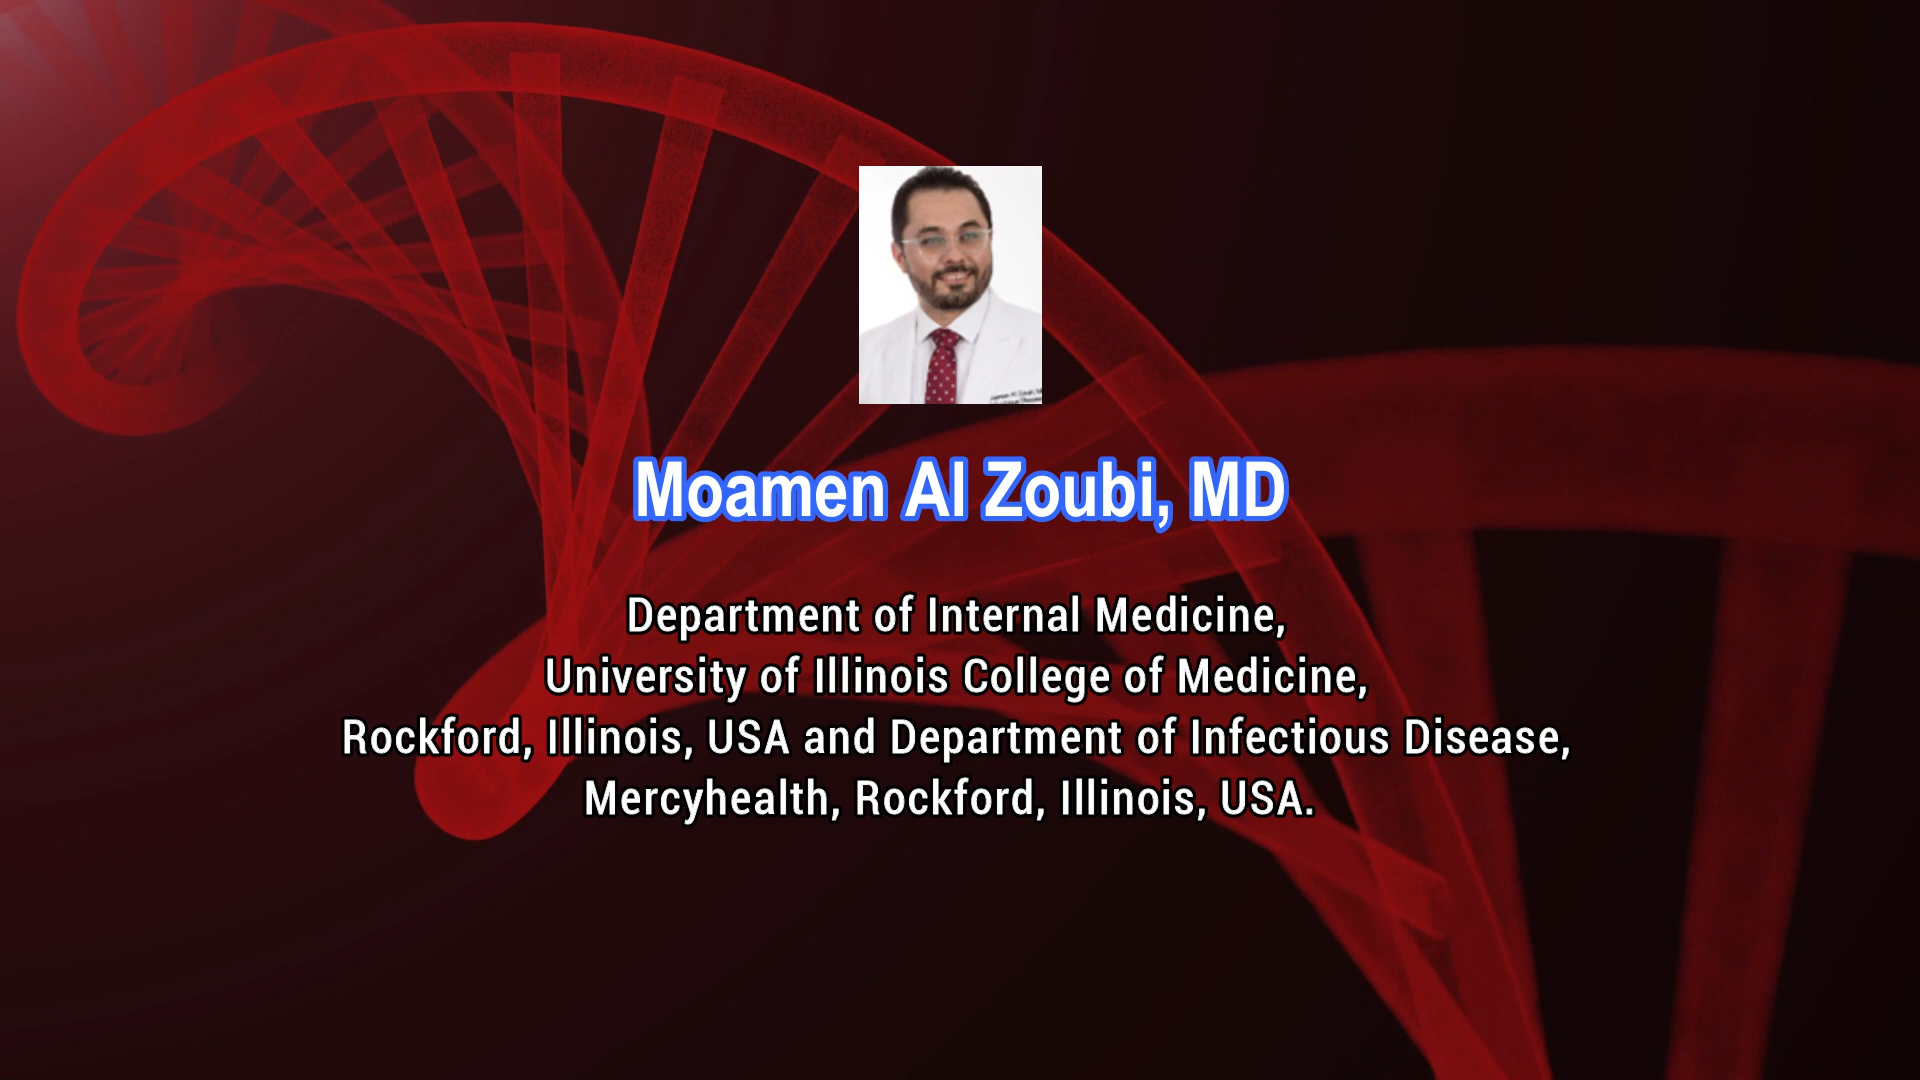 Moamen Al Zoubi, MD
Department of Internal Medicine,
University of Illinois College of Medicine,
Rockford, Illinois, USA and Department of Infectious Disease,
Mercyhealth, Rockford, Illinois, USA.